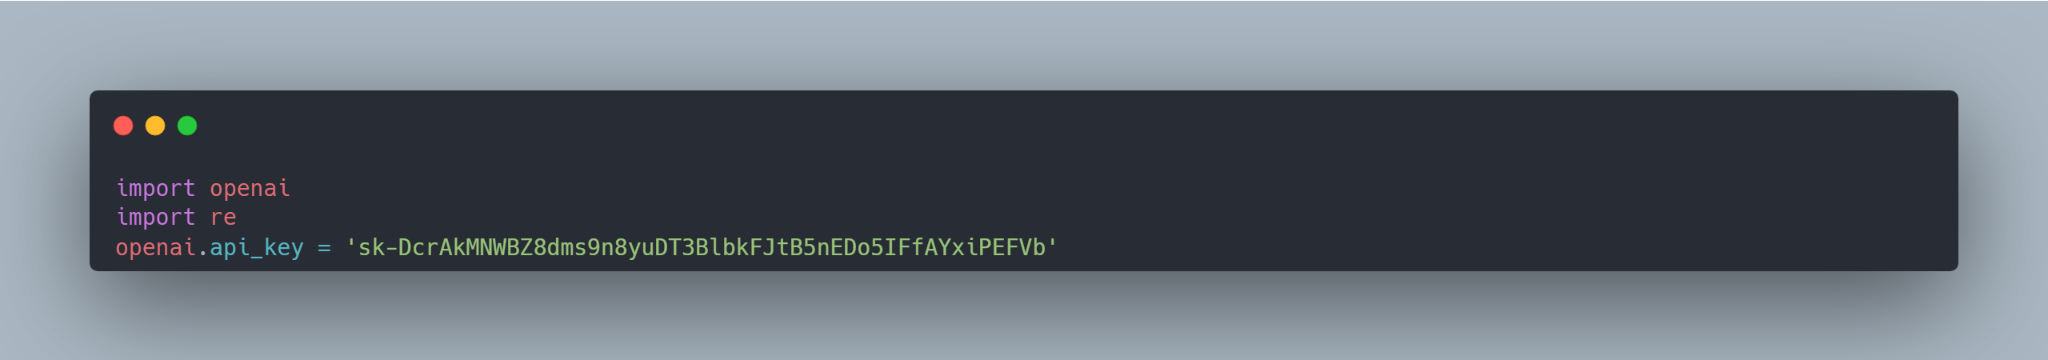 import openai
import re
openai.api_key = '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'